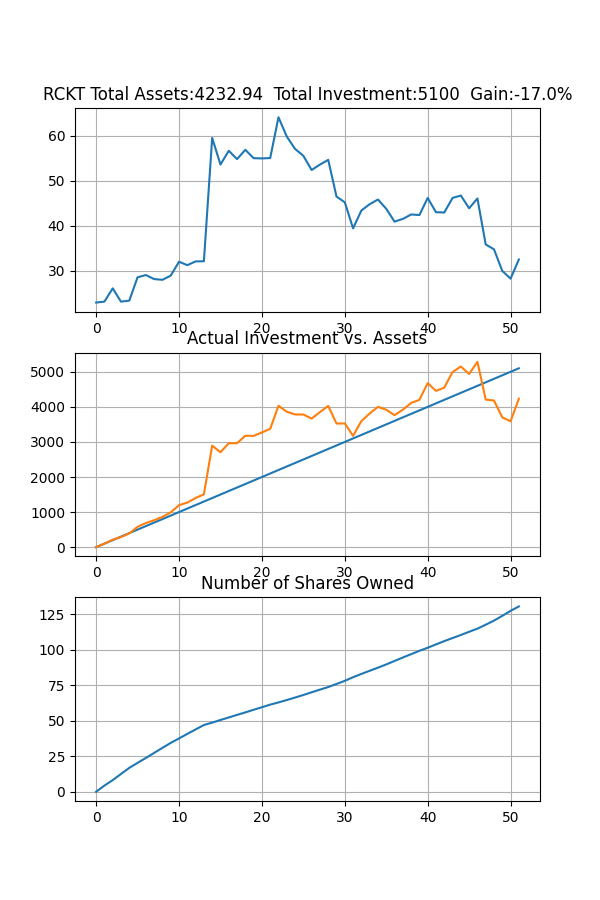 RCKT Total Assets:4232.94  Total Investment:5100  Gain:-17.0%
60
50
40
30
0 10 20 30 40 50
Actual Investment vs. Assets
5000
4000
3000
2000
1000
0
0 10 20 30 40 50
Number of Shares Owned
125
100
75
50
25
0
0 10 20 30 40 50